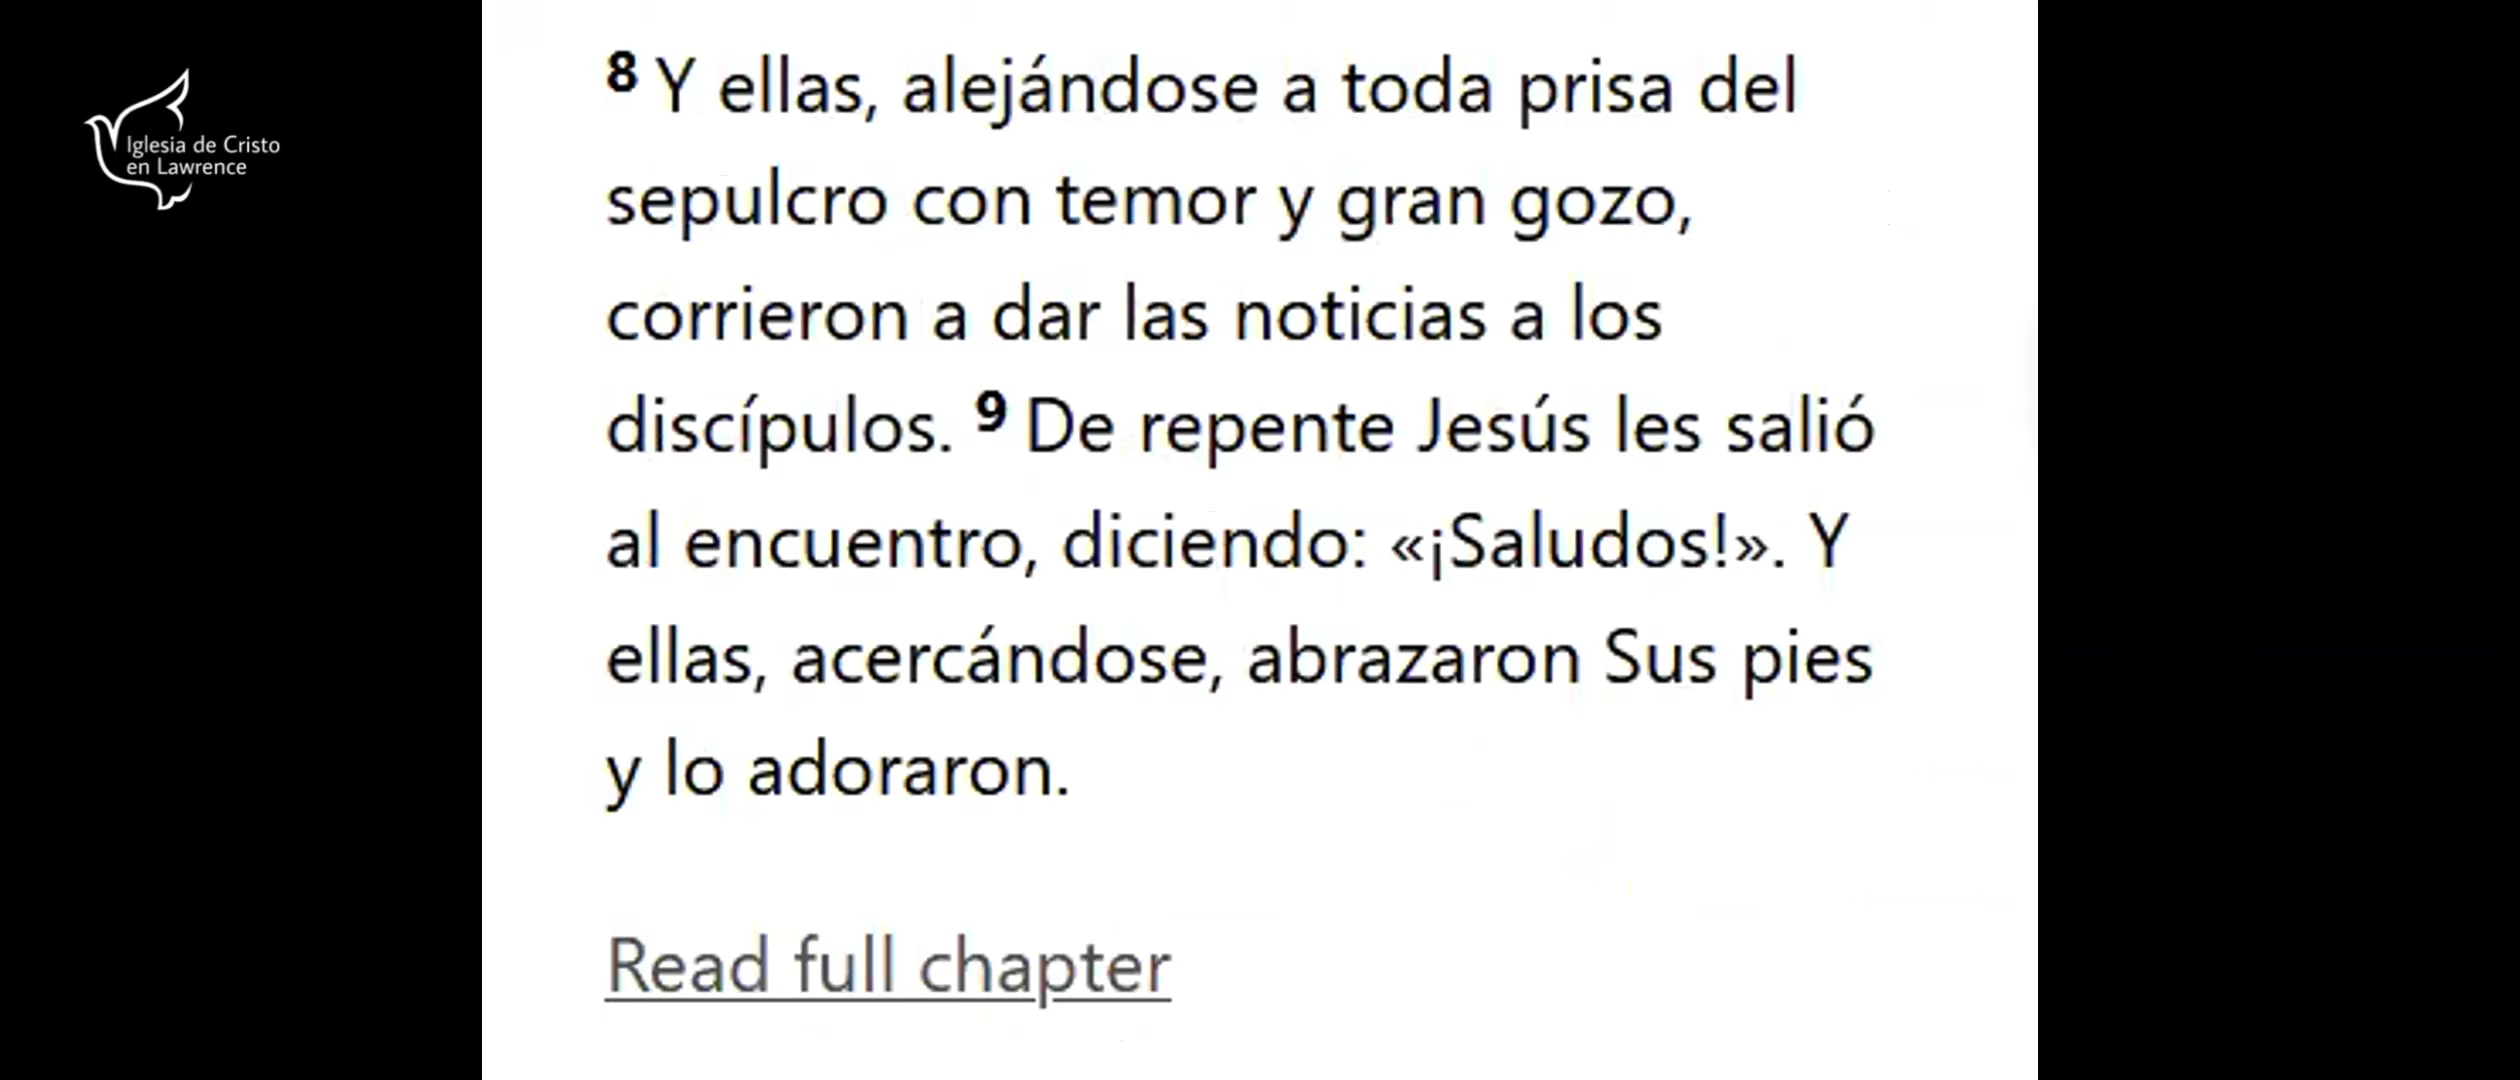 Iglesia de Cristo
en Lawrence
8 Y ellas, alejándose a toda prisa del
sepulcro con temor y gran gozo,
corrieron a dar las noticias a los
discípulos. 9 De repente Jesús les salió
al encuentro, diciendo: «¡Saludos!». Y
ellas, acercándose, abrazaron Sus pies
y lo adoraron.
Read full chapter